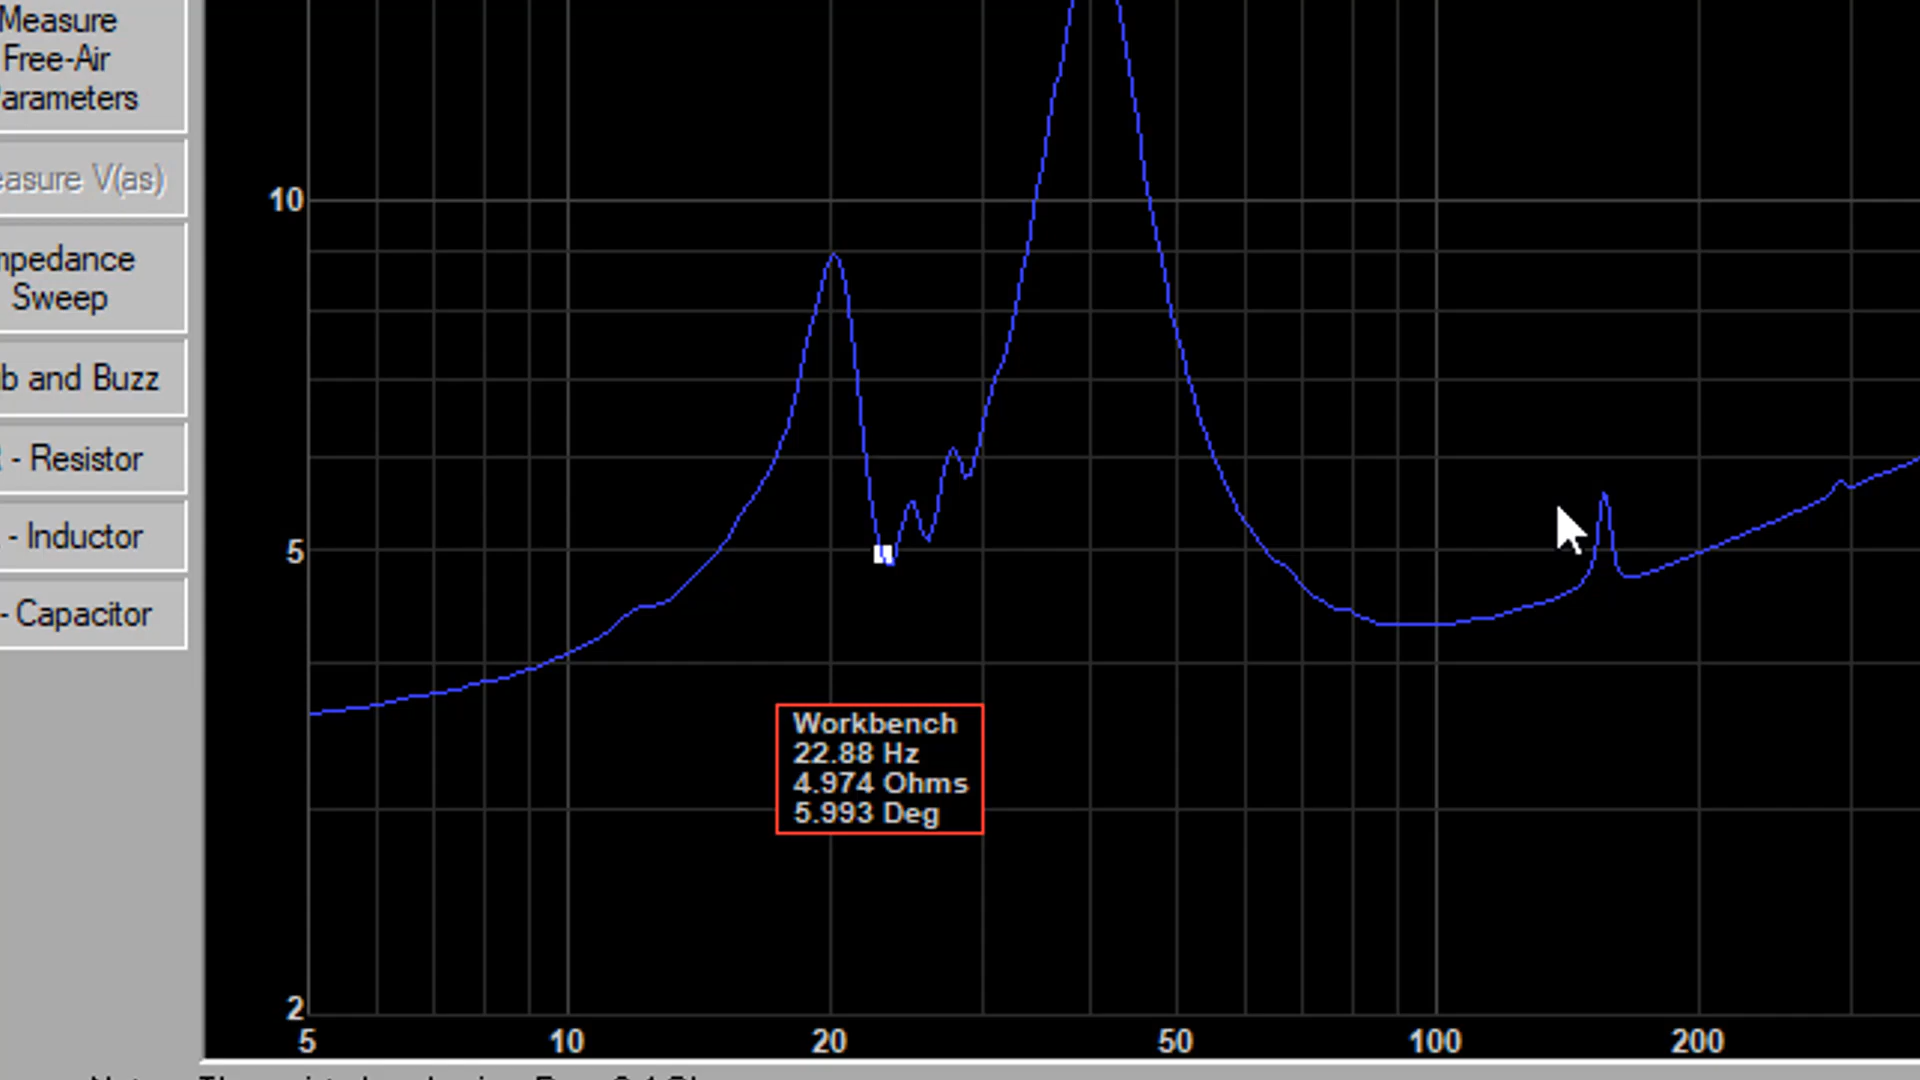 Measure
Free-Air
arameters
easure V(as)
mpedance
Sweep
b and Buzz
- Resistor
- Inductor
- Capacitor
10
5
2
5
10
20
50
100
200
Workbench
22.88 Hz
4.974 Ohms
5.993 Deg